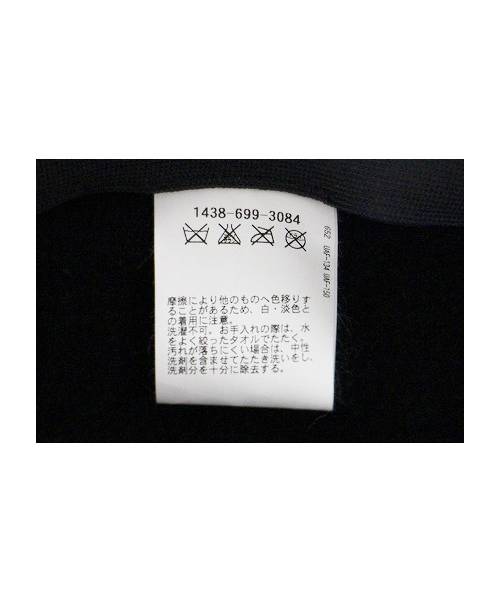 1438-699-3084
652 UAF-134 UAF-150
摩擦により他のものへ色移りす
ることがあるため、白・淡色と
の着用に注意。
洗濯不可。お手入れの際は、水
をよく絞ったタオルでたたく。
汚れが落ちにくい場合は、中性
洗剤を含ませてたたき洗いをし、
洗剤分を十分に除去する。